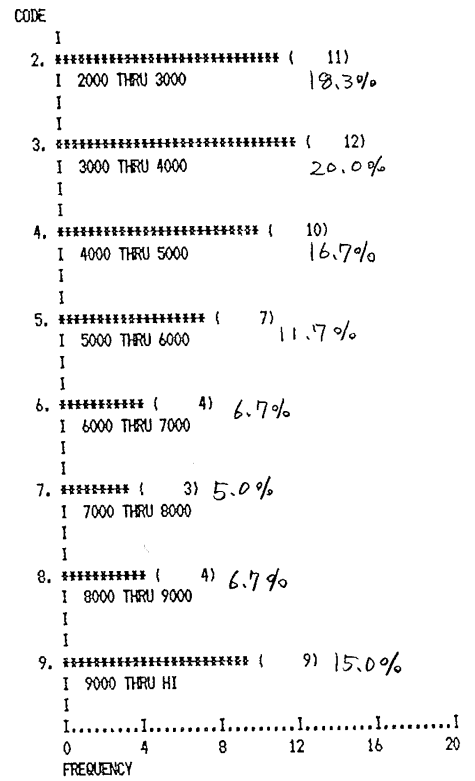 CODE
I
2. **************************** ( 11)
I 2000 THRU 3000 18.3%
I
I
3. ****************************** ( 12)
I 3000 THRU 4000 20.0%
I
I
4. ************************* ( 10)
I 4000 THRU 5000 16.7%
I
I
5. ****************** ( 7) 11.7%
I 5000 THRU 6000
I
I
6. *********** ( 4) 6.7%
I 6000 THRU 7000
I
I
7. ********* ( 3) 5.0%
I 7000 THRU 8000
I
I
8. *********** ( 4) 6.7%
I 8000 THRU 9000
I
I
9. *********************** ( 9) 15.0%
I 9000 THRU HI
I
I.........I.........I.........I.........I.........I
0 4 8 12 16 20
FREQUENCY